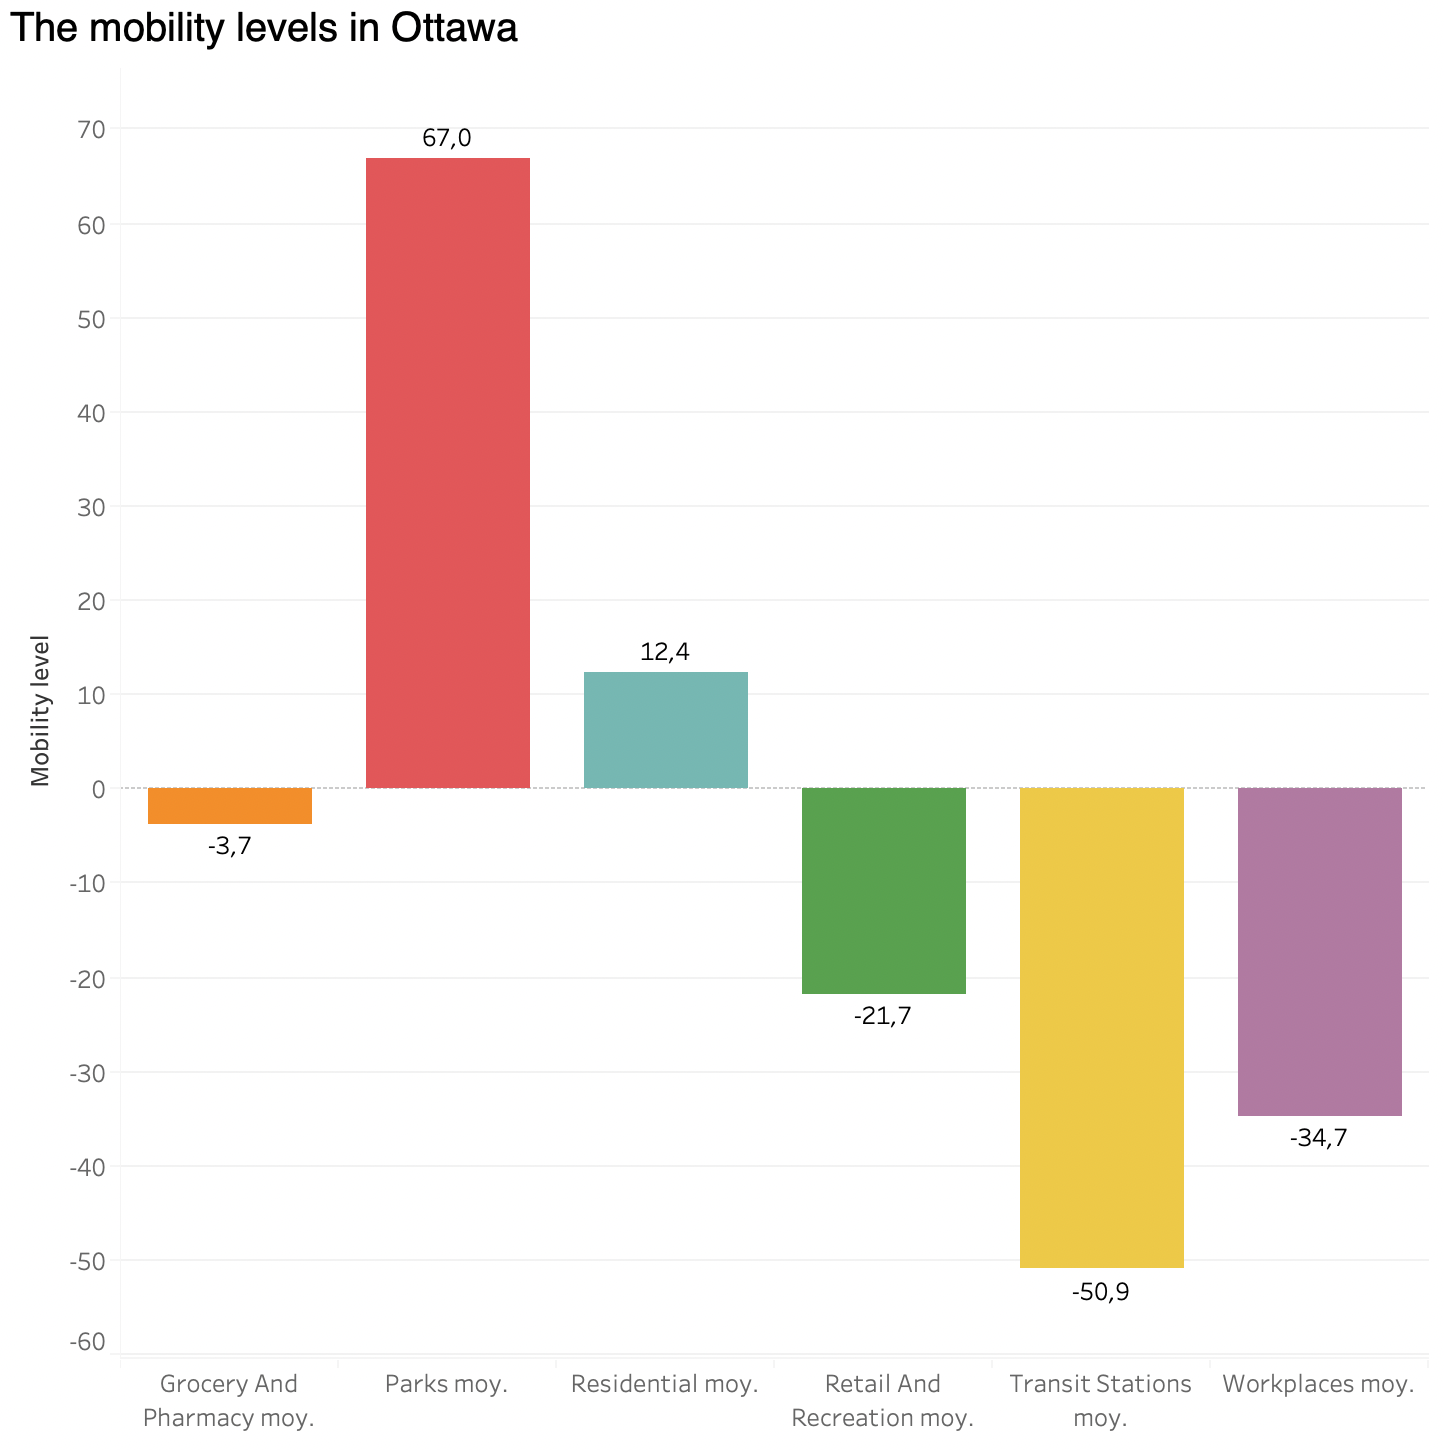 The mobility levels in Ottawa
70
60
50
40
30
20
10
0
-10
-20
-30
-40
-50
-60
Mobility level
67,0
12,4
-3,7
-21,7
-50,9
-34,7
Grocery And
Pharmacy moy.
Parks moy.
Residential moy.
Retail And
Recreation moy.
Transit Stations
moy.
Workplaces moy.